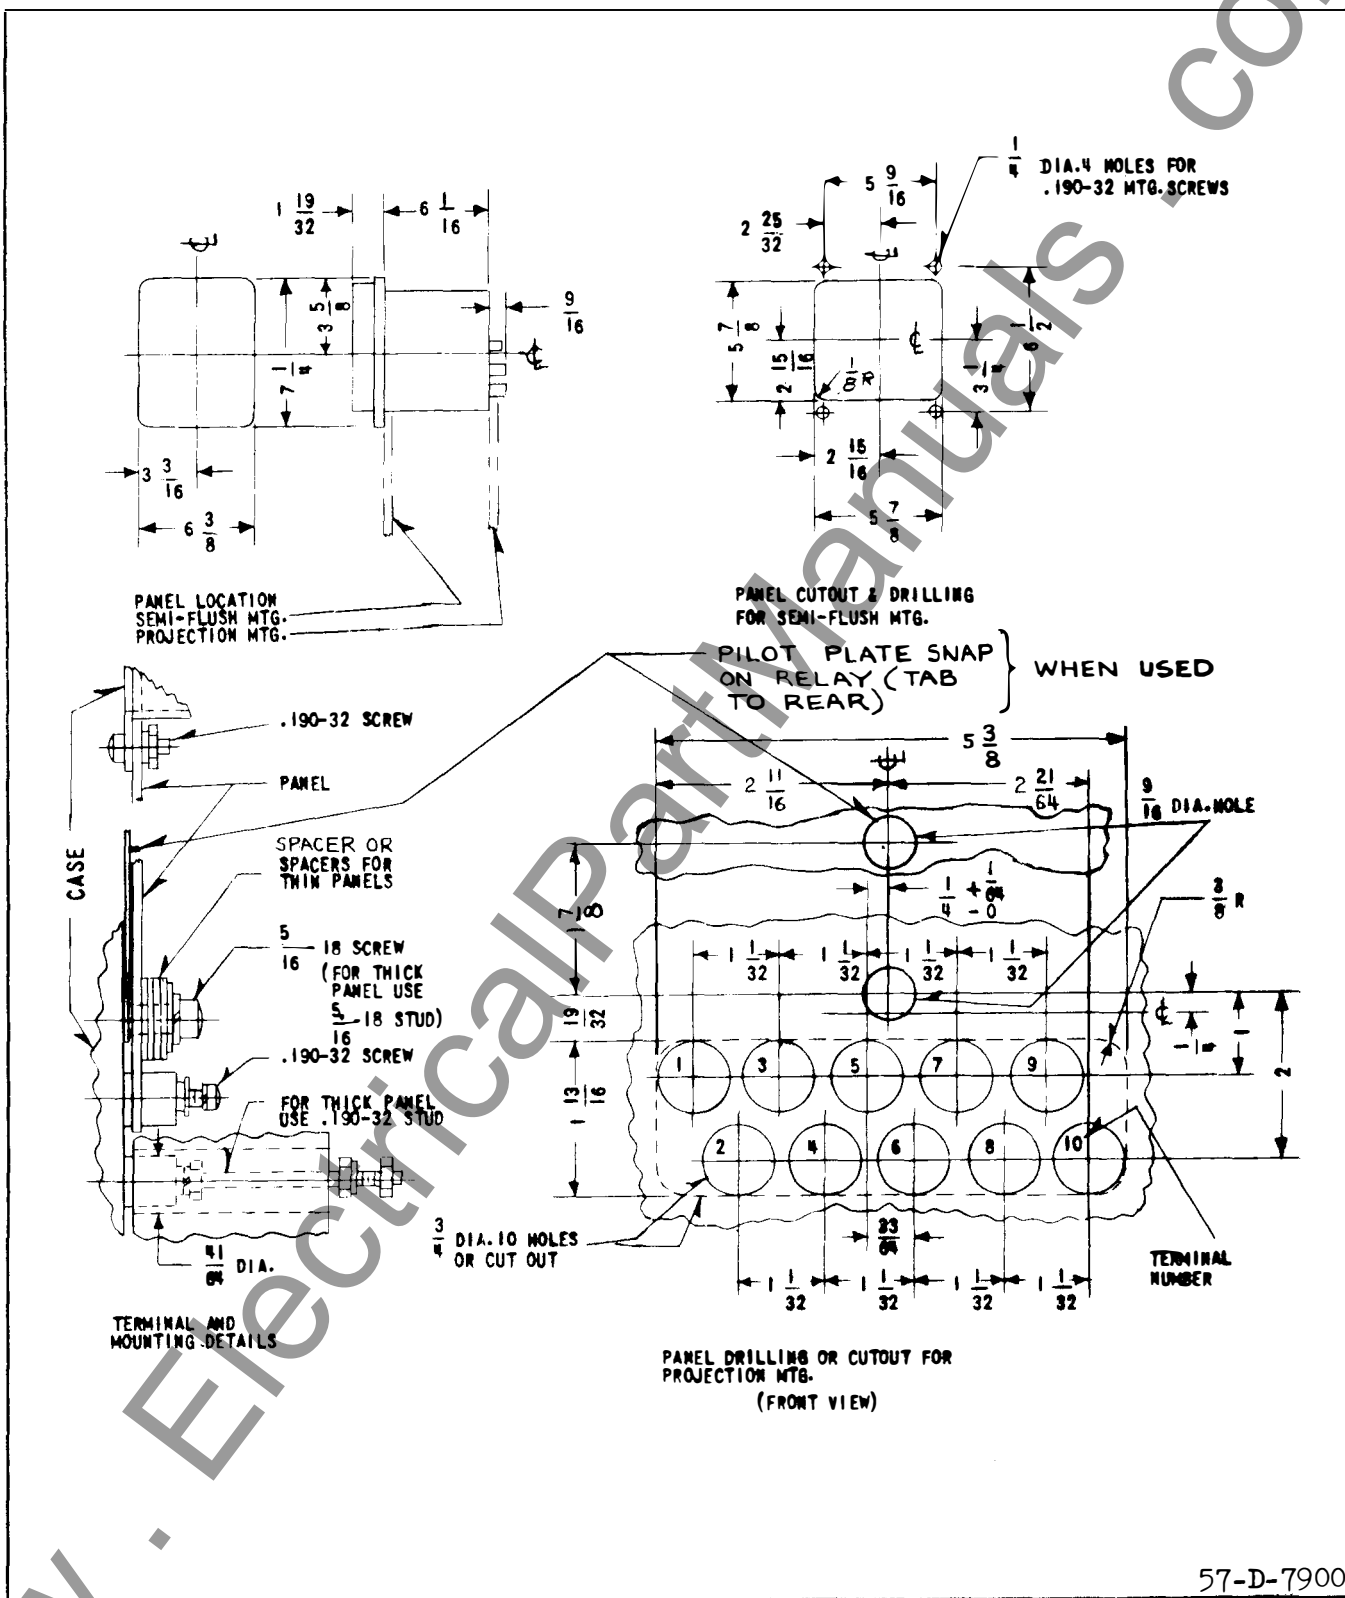 1 19/32
6 1/16
3 5/8
7 1/4
9/16
3 3/16
6 3/8
PANEL LOCATION
SEMI-FLUSH MTG.
PROJECTION MTG.
5 9/16
1/4 DIA.4 HOLES FOR
.190-32 MTG.SCREWS
2 25/32
5 7/8
2 15/16
1/8 R
6 1/2
3 1/4
2 15/16
5 7/8
PANEL CUTOUT & DRILLING
FOR SEMI-FLUSH MTG.
PILOT PLATE SNAP
ON RELAY (TAB
TO REAR)
WHEN USED
.190-32 SCREW
PANEL
CASE
SPACER OR
SPACERS FOR
THIN PANELS
5/16 - 18 SCREW
(FOR THICK
PANEL USE
5/16 - 18 STUD)
.190-32 SCREW
FOR THICK PANEL
USE .190-32 STUD
41/64 DIA.
TERMINAL AND
MOUNTING DETAILS
5 3/8
2 11/16
2 21/64
9/16 DIA.HOLE
1/4 + 1/64
- 0
3/8 R
1 7/8
1 1/32
1 1/32
1 1/32
1 1/32
19/32
1 13/16
1/4
1
2
1
3
5
7
9
2
4
6
8
10
3/4 DIA.10 HOLES
OR CUT OUT
33/64
1 1/32
1 1/32
1 1/32
1 1/32
TERMINAL
NUMBER
PANEL DRILLING OR CUTOUT FOR
PROJECTION MTG.
(FRONT VIEW)
57-D-7900
w . ElectricalPartManuals . com